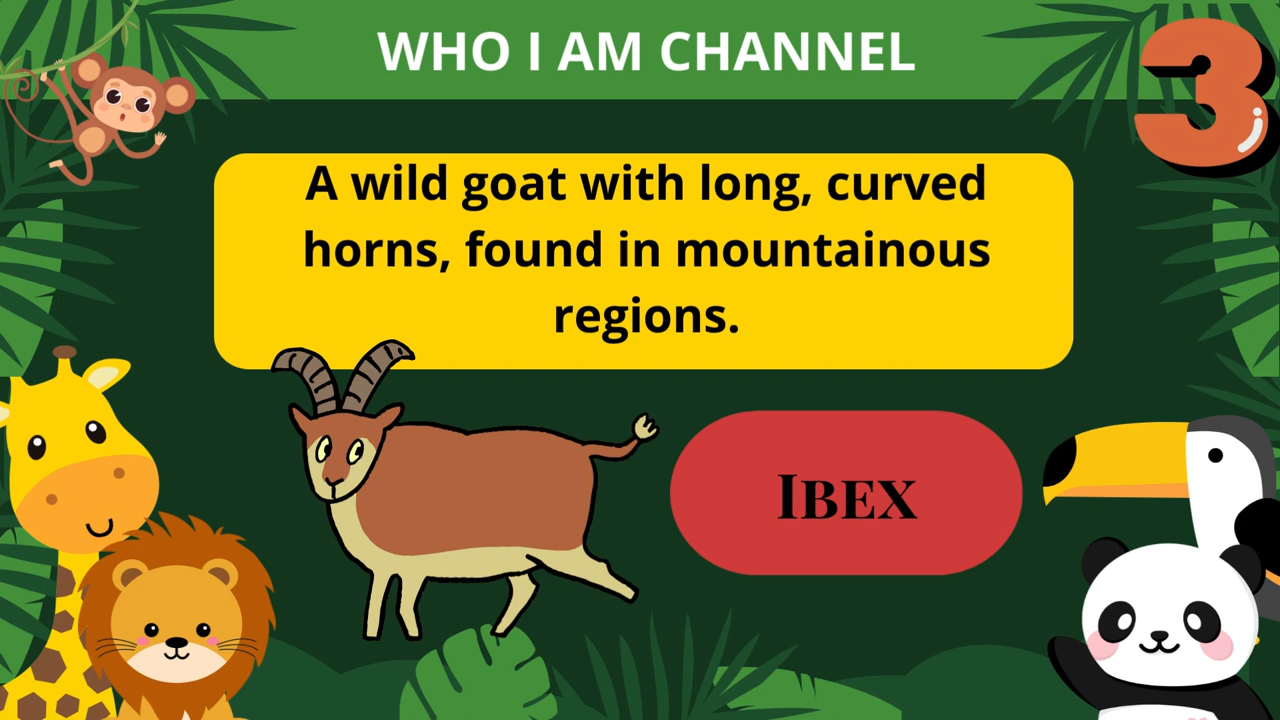 WHO I AM CHANNEL
3
A wild goat with long, curved
horns, found in mountainous
regions.
Ibex